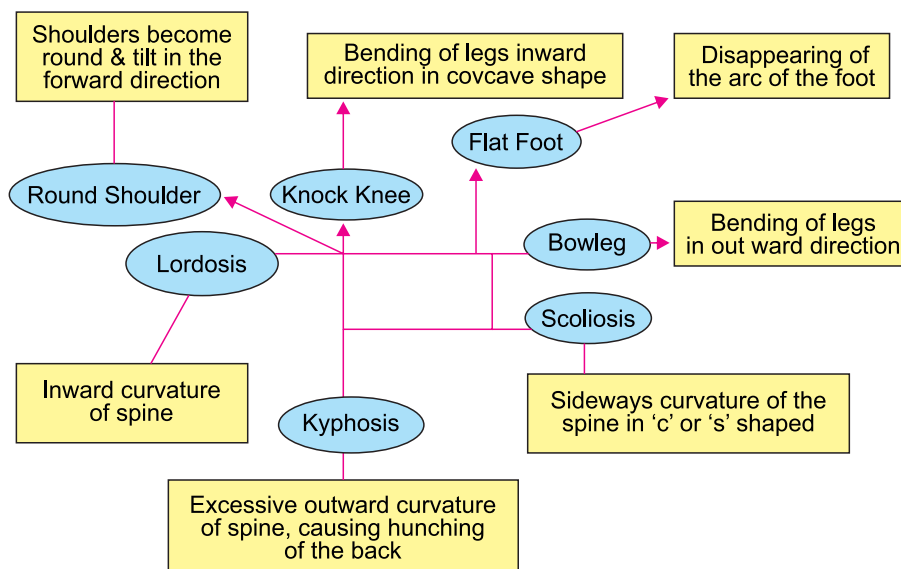 Shoulders become
round & tilt in the
forward direction
Bending of legs inward
direction in covcave shape
Disappearing of
the arc of the foot
Flat Foot
Round Shoulder
Knock Knee
Bowleg
Bending of legs
in out ward direction
Lordosis
Scoliosis
Inward curvature
of spine
Kyphosis
Sideways curvature of the
spine in ‘c’ or ‘s’ shaped
Excessive outward curvature
of spine, causing hunching
of the back